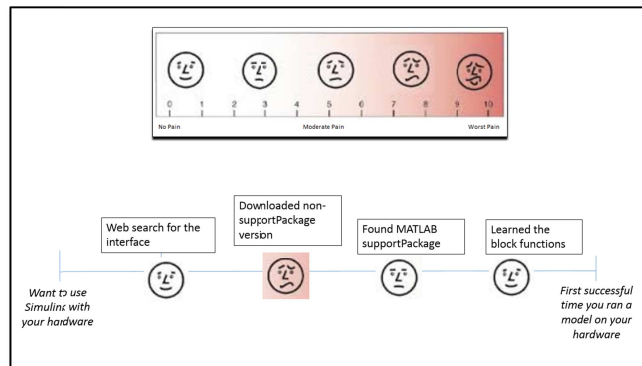 0 1 2 3 4 5 6 7 8 9 10
No Pain Moderate Pain Worst Pain
Web search for the
interface
Downloaded non-
supportPackage
version
Found MATLAB
supportPackage
Learned the
block functions
Want to use
Simulink with
your hardware
First successful
time you ran a
model on your
hardware